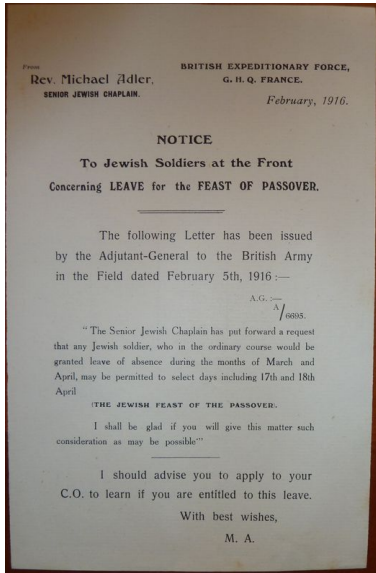 From
Rev. Michael Adler,
SENIOR JEWISH CHAPLAIN.
BRITISH EXPEDITIONARY FORCE,
G. H. Q. FRANCE.
February, 1916.
NOTICE
To Jewish Soldiers at the Front
Concerning LEAVE for the FEAST OF PASSOVER.
The following Letter has been issued
by the Adjutant-General to the British Army
in the Field dated February 5th, 1916 :—
A.G. :—
A/6695.
" The Senior Jewish Chaplain has put forward a request
that any Jewish soldier, who in the ordinary course would be
granted leave of absence during the months of March and
April, may be permitted to select days including 17th and 18th
April
(THE JEWISH FEAST OF THE PASSOVER).
I shall be glad if you will give this matter such
consideration as may be possible"
I should advise you to apply to your
C.O. to learn if you are entitled to this leave.
With best wishes,
M. A.